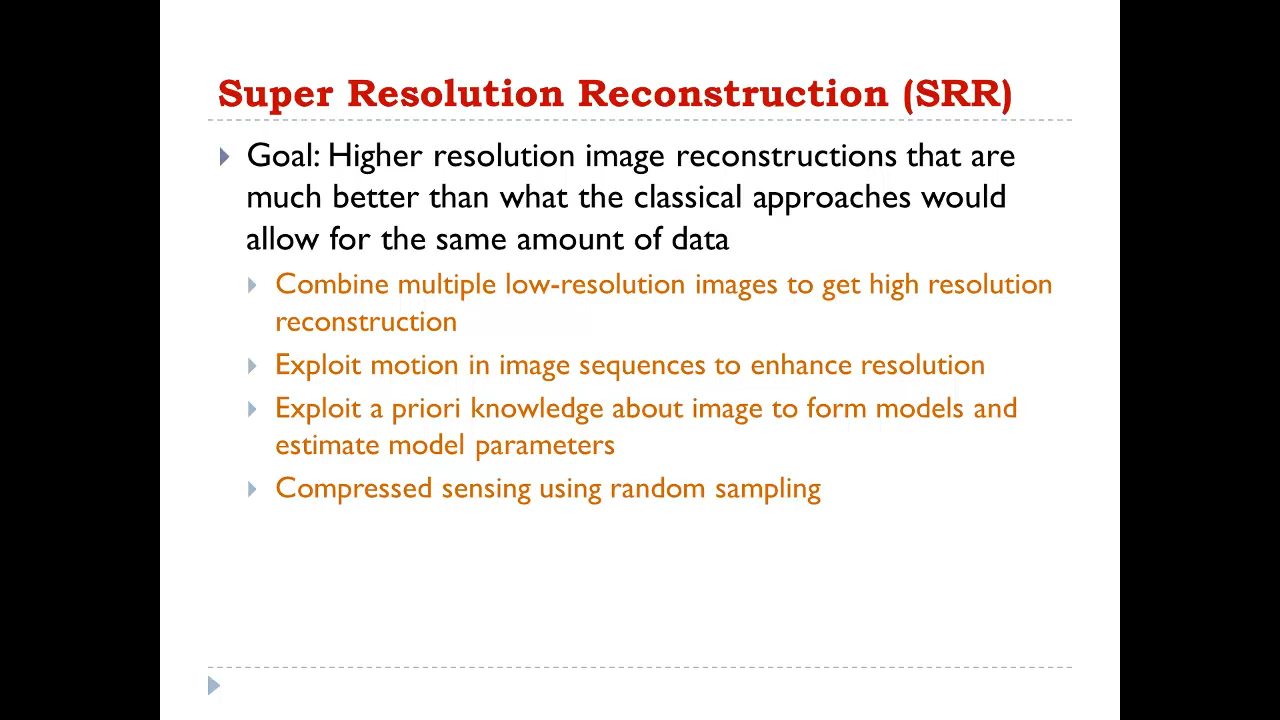 Super Resolution Reconstruction (SRR)
Goal: Higher resolution image reconstructions that are
much better than what the classical approaches would
allow for the same amount of data
Combine multiple low-resolution images to get high resolution
reconstruction
Exploit motion in image sequences to enhance resolution
Exploit a priori knowledge about image to form models and
estimate model parameters
Compressed sensing using random sampling